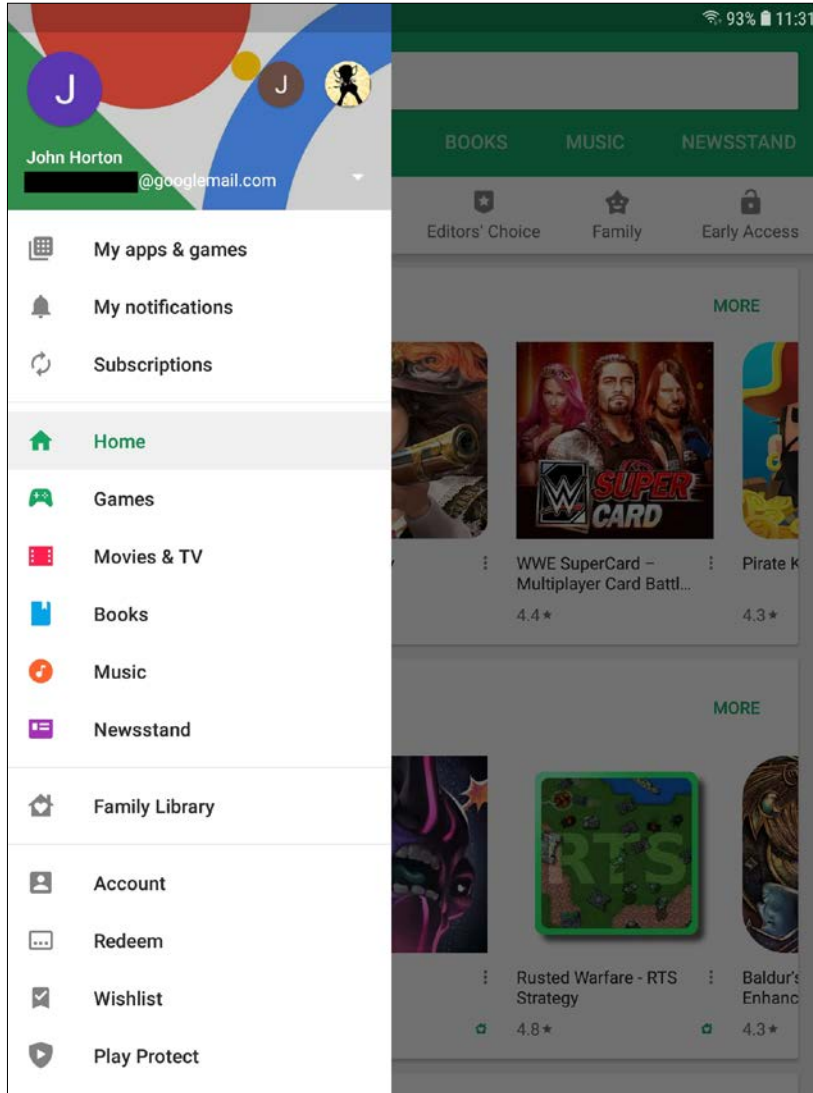 93% 11:31
J
J
John Horton
@googlemail.com
BOOKS MUSIC NEWSSTAND
Editors' Choice Family Early Access
My apps & games
My notifications
Subscriptions
Home
Games
Movies & TV
Books
Music
Newsstand
Family Library
Account
Redeem
Wishlist
Play Protect
MORE
SUPER
CARD
WWE SuperCard –
Multiplayer Card Battl...
4.4★
Pirate K
4.3★
MORE
RTS
Rusted Warfare - RTS
Strategy
4.8★
Baldur's
Enhanc
4.3★